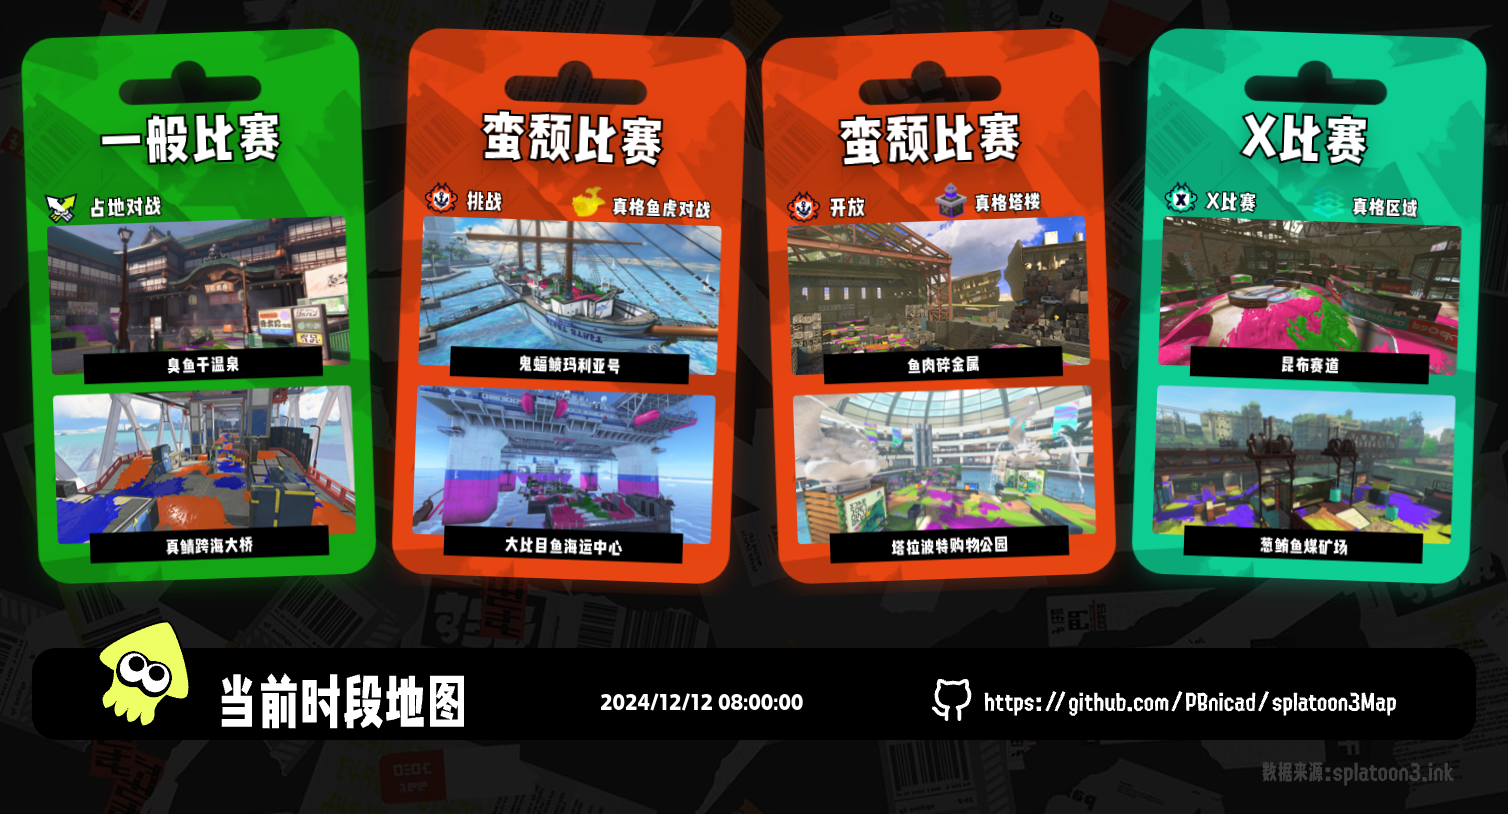 一般比赛
占地对战
臭鱼干温泉
真鲭跨海大桥
蛮颓比赛
挑战
真格鱼虎对战
鬼蝠鲼玛利亚号
大比目鱼海运中心
蛮颓比赛
开放
真格塔楼
鱼肉碎金属
塔拉波特购物公园
X比赛
X比赛
真格区域
昆布赛道
葱鲔鱼煤矿场
当前时段地图
2024/12/12 08:00:00
https://github.com/PBnicad/splatoon3Map
数据来源:splatoon3.ink